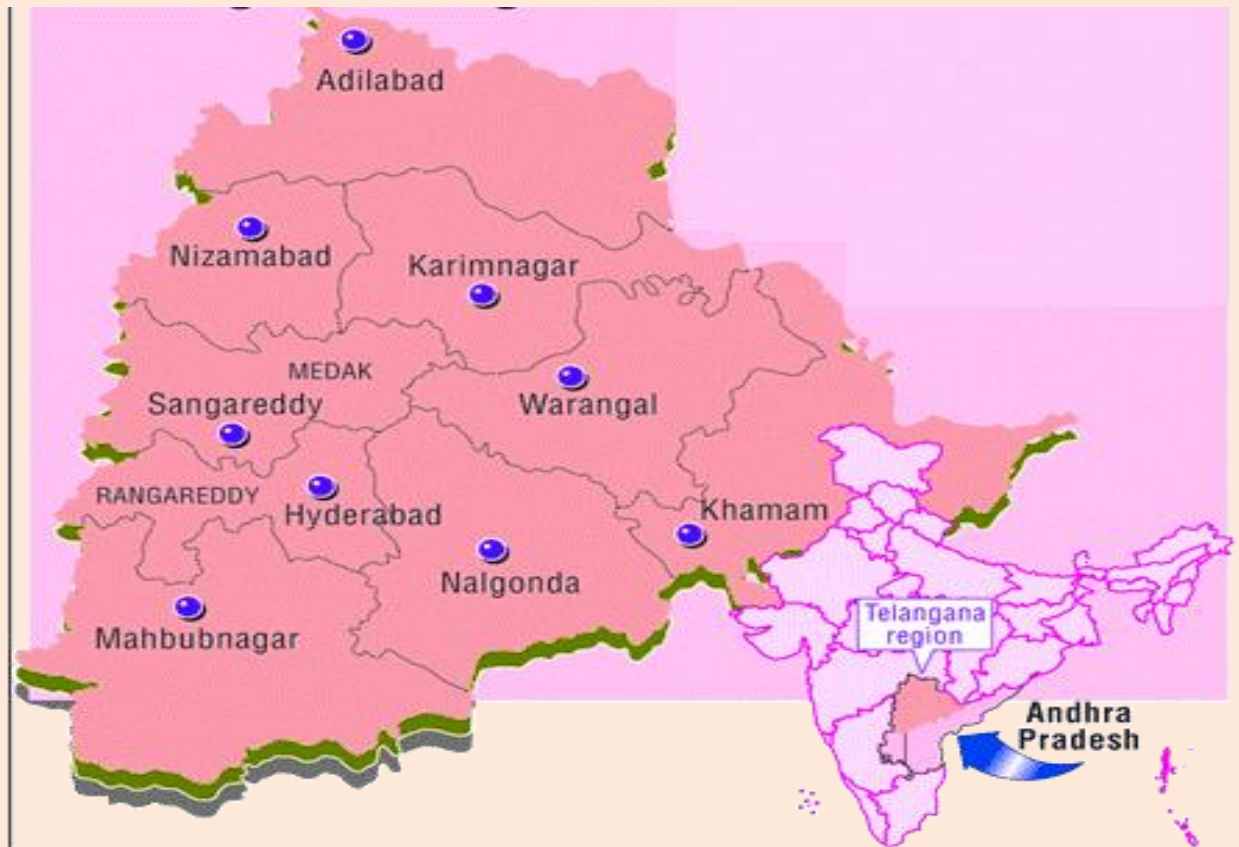 Adilabad
Nizamabad
Karimnagar
MEDAK
Sangareddy
Warangal
RANGAREDDY
Hyderabad
Khamam
Nalgonda
Mahbubnagar
Telangana
region
Andhra
Pradesh